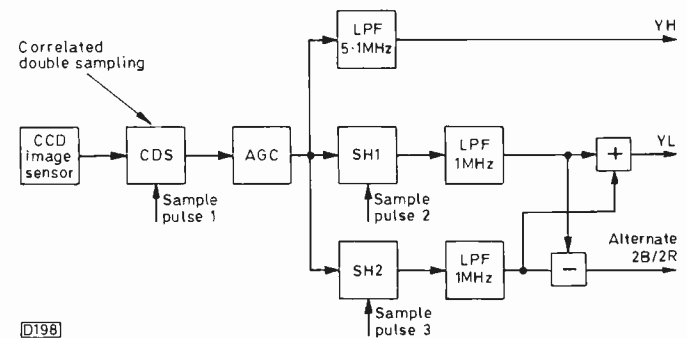 LPF
5·1MHz
YH
Correlated
double sampling
CCD
image
sensor
CDS
AGC
SH1
LPF
1MHz
+
YL
Sample
pulse 1
Sample
pulse 2
Alternate
2B/2R
SH2
LPF
1MHz
−
Sample
pulse 3
D198